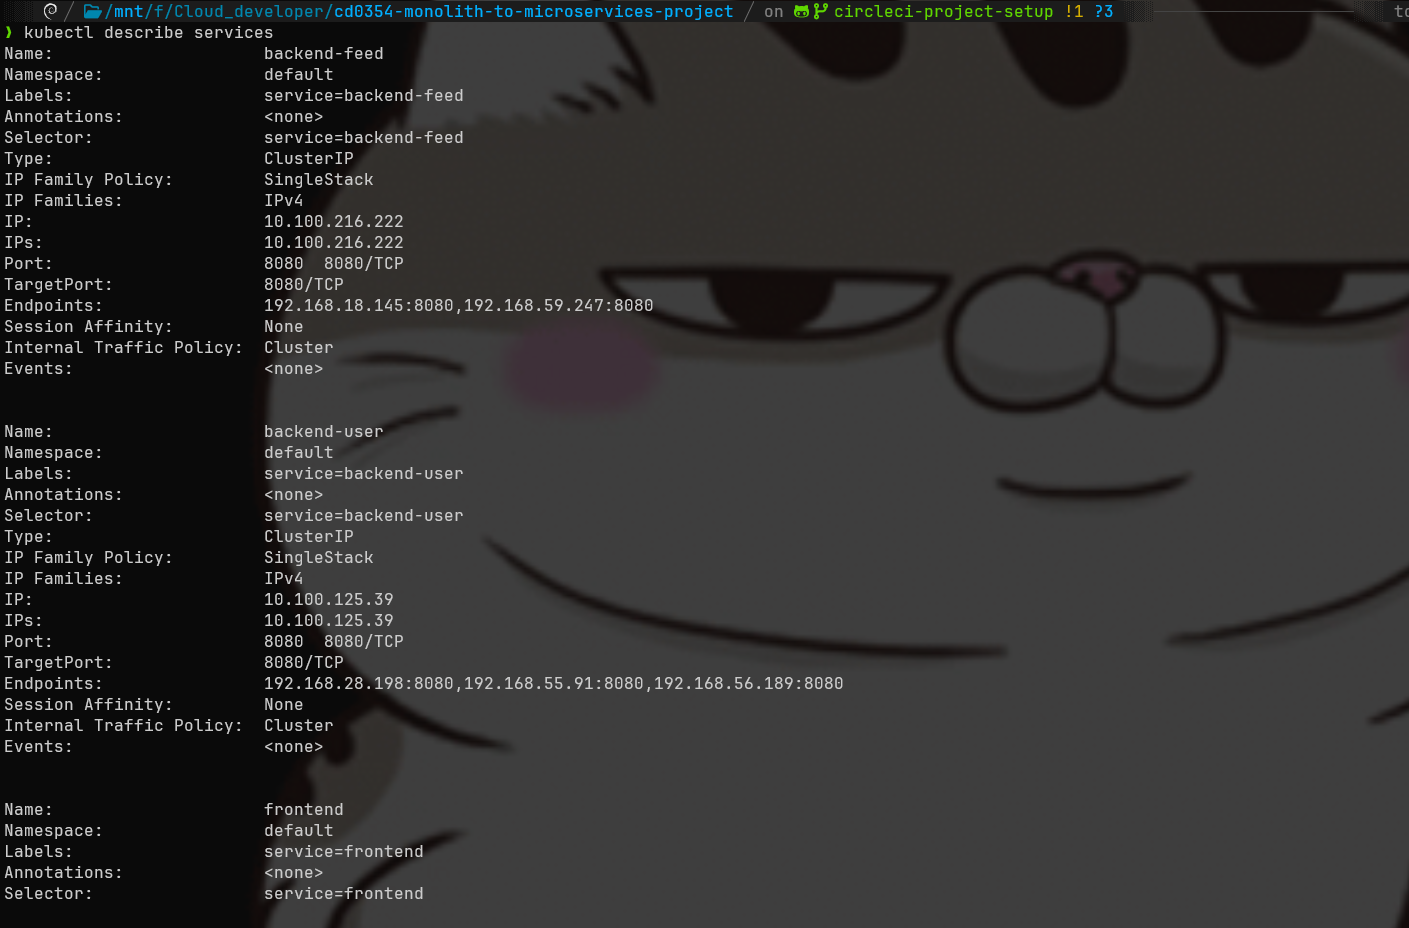 /mnt/f/Cloud_developer/cd0354-monolith-to-microservices-project / on circleci-project-setup !1 ?3
❯ kubectl describe services
Name: backend-feed
Namespace: default
Labels: service=backend-feed
Annotations: <none>
Selector: service=backend-feed
Type: ClusterIP
IP Family Policy: SingleStack
IP Families: IPv4
IP: 10.100.216.222
IPs: 10.100.216.222
Port: 8080 8080/TCP
TargetPort: 8080/TCP
Endpoints: 192.168.18.145:8080,192.168.59.247:8080
Session Affinity: None
Internal Traffic Policy: Cluster
Events: <none>
Name: backend-user
Namespace: default
Labels: service=backend-user
Annotations: <none>
Selector: service=backend-user
Type: ClusterIP
IP Family Policy: SingleStack
IP Families: IPv4
IP: 10.100.125.39
IPs: 10.100.125.39
Port: 8080 8080/TCP
TargetPort: 8080/TCP
Endpoints: 192.168.28.198:8080,192.168.55.91:8080,192.168.56.189:8080
Session Affinity: None
Internal Traffic Policy: Cluster
Events: <none>
Name: frontend
Namespace: default
Labels: service=frontend
Annotations: <none>
Selector: service=frontend